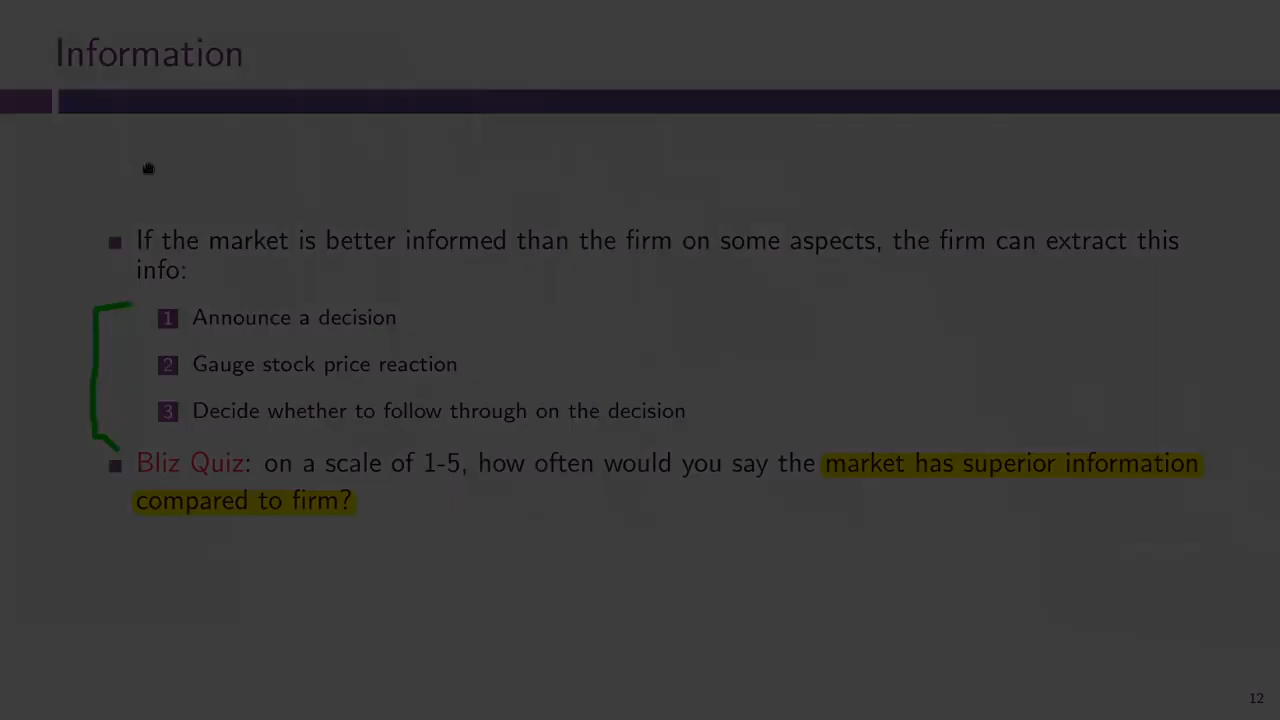 Information
If the market is better informed than the firm on some aspects, the firm can extract this
info:
1 Announce a decision
2 Gauge stock price reaction
3 Decide whether to follow through on the decision
Bliz Quiz: on a scale of 1-5, how often would you say the market has superior information
compared to firm?
12